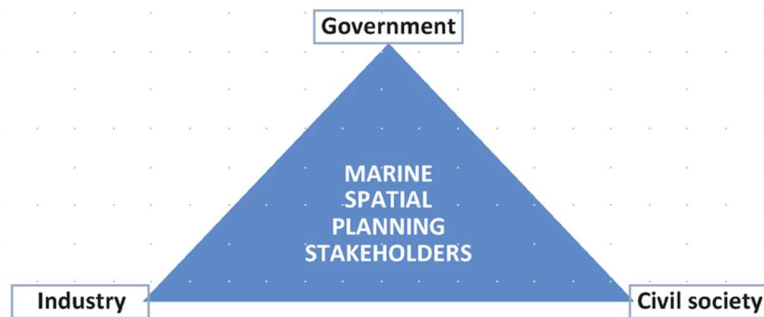 Government
MARINE
SPATIAL
PLANNING
STAKEHOLDERS
Industry
Civil society